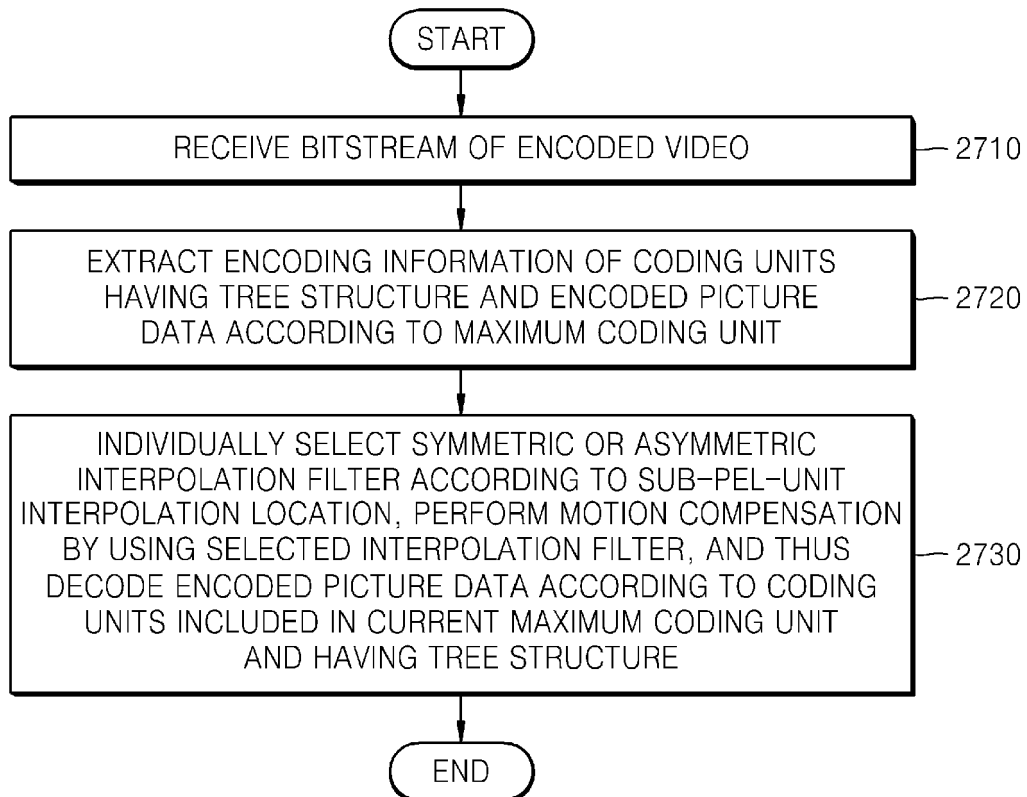 START
RECEIVE BITSTREAM OF ENCODED VIDEO
2710
EXTRACT ENCODING INFORMATION OF CODING UNITS
HAVING TREE STRUCTURE AND ENCODED PICTURE
DATA ACCORDING TO MAXIMUM CODING UNIT
2720
INDIVIDUALLY SELECT SYMMETRIC OR ASYMMETRIC
INTERPOLATION FILTER ACCORDING TO SUB-PEL-UNIT
INTERPOLATION LOCATION, PERFORM MOTION COMPENSATION
BY USING SELECTED INTERPOLATION FILTER, AND THUS
DECODE ENCODED PICTURE DATA ACCORDING TO CODING
UNITS INCLUDED IN CURRENT MAXIMUM CODING UNIT
AND HAVING TREE STRUCTURE
2730
END